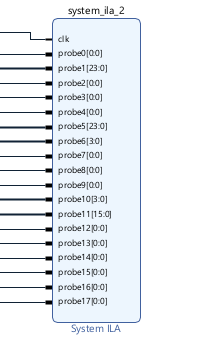 system_ila_2
clk
probe0[0:0]
probe1[23:0]
probe2[0:0]
probe3[0:0]
probe4[0:0]
probe5[23:0]
probe6[3:0]
probe7[0:0]
probe8[0:0]
probe9[0:0]
probe10[3:0]
probe11[15:0]
probe12[0:0]
probe13[0:0]
probe14[0:0]
probe15[0:0]
probe16[0:0]
probe17[0:0]
System ILA